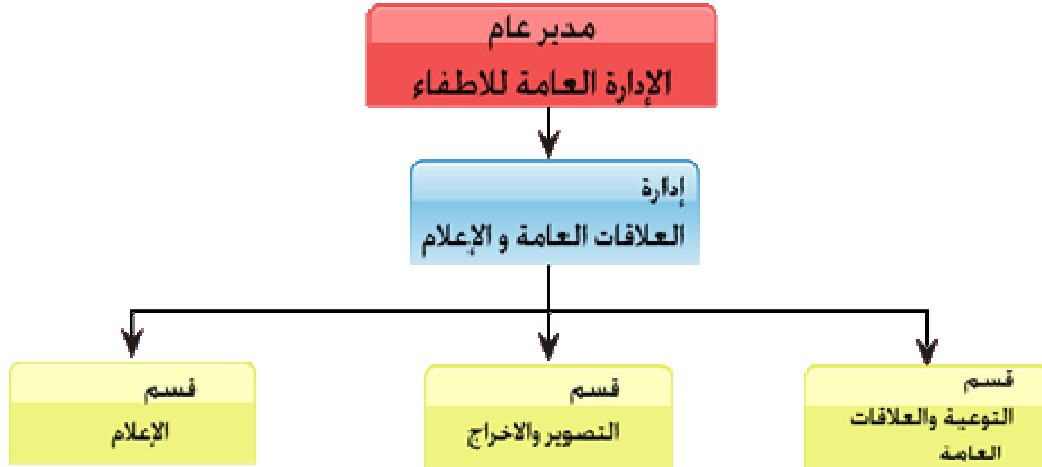 مدير عام
الإدارة العامة للاطفاء
إدارة
العلاقات العامة و الإعلام
قسم
التوعية والعلاقات
العامة
قسم
التصوير والاخراج
قسم
الإعلام